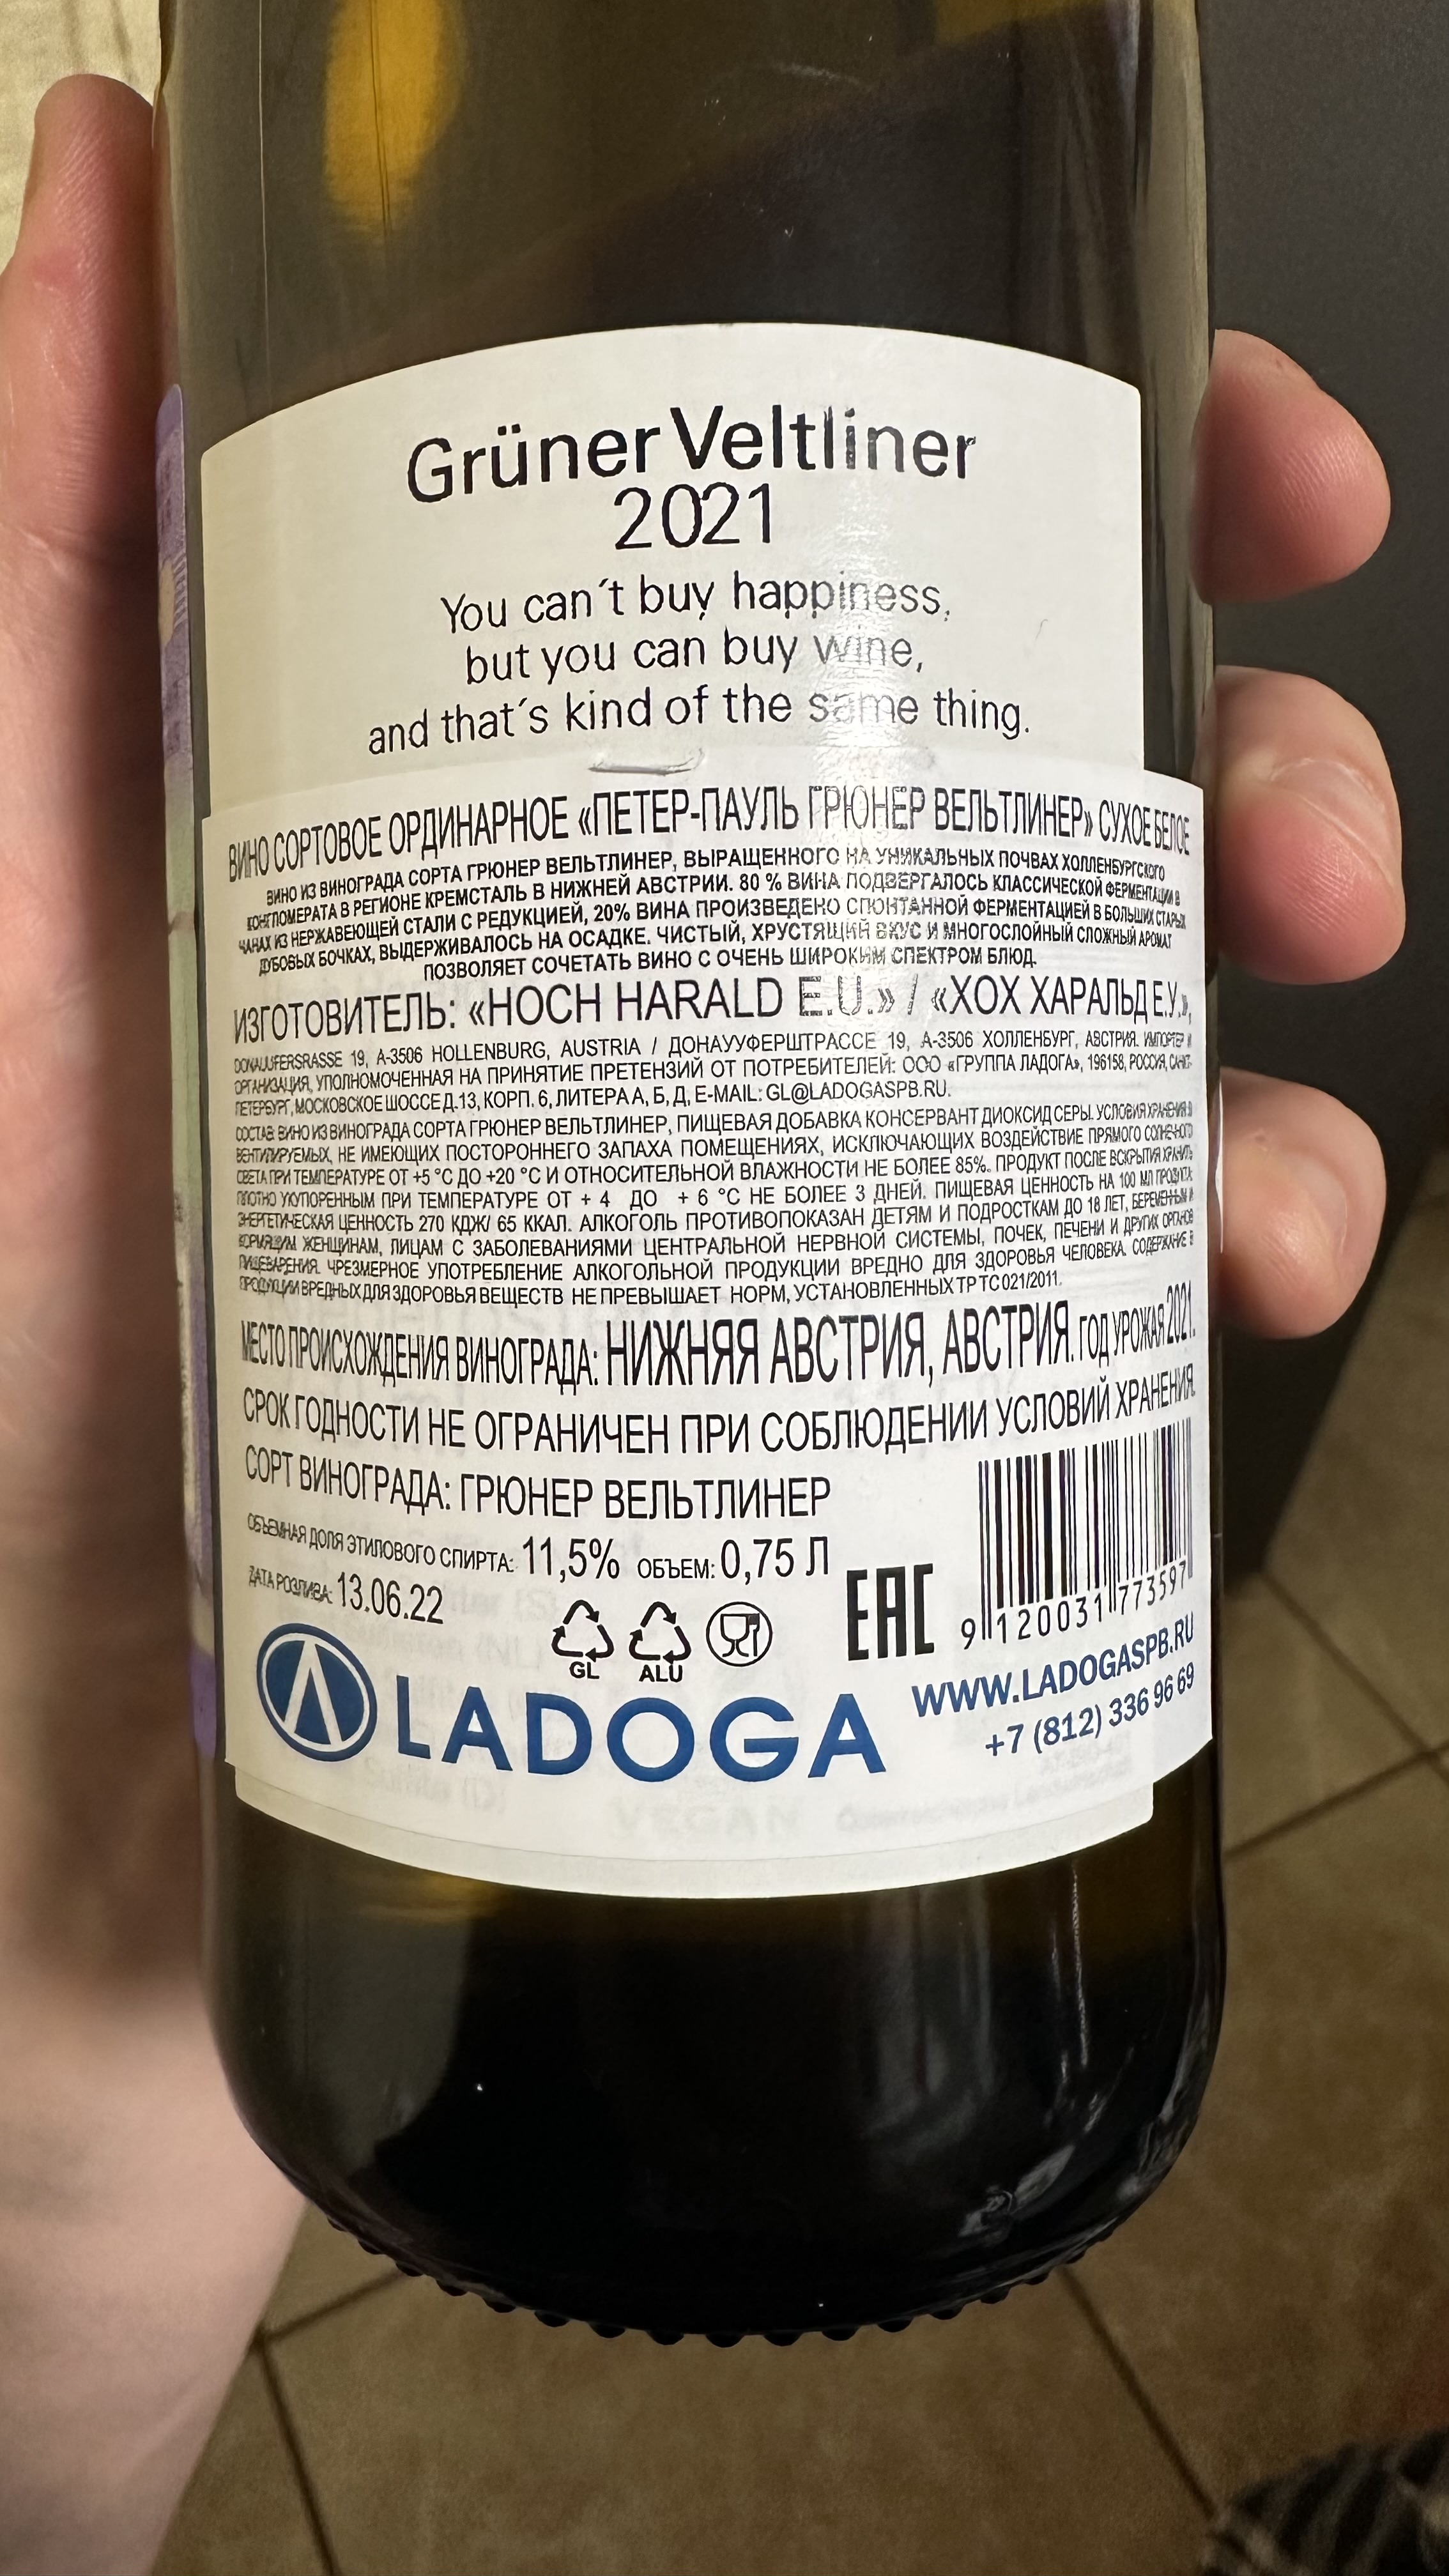 Grüner Veltliner
2021
You can´t buy happiness,
but you can buy wine,
and that´s kind of the same thing.
ВИНО СОРТОВОЕ ОРДИНАРНОЕ «ПЕТЕР-ПАУЛЬ ГРЮНЕР ВЕЛЬТЛИНЕР» СУХОЕ БЕЛОЕ
ВИНО ИЗ ВИНОГРАДА СОРТА ГРЮНЕР ВЕЛЬТЛИНЕР, ВЫРАЩЕННОГО НА УНИКАЛЬНЫХ ПОЧВАХ ХОЛЛЕНБУРГСКОГО
КОНГЛОМЕРАТА В РЕГИОНЕ КРЕМСТАЛЬ В НИЖНЕЙ АВСТРИИ. 80 % ВИНА ПОДВЕРГАЛОСЬ КЛАССИЧЕСКОЙ ФЕРМЕНТАЦИИ В
ЧАНАХ ИЗ НЕРЖАВЕЮЩЕЙ СТАЛИ С РЕДУКЦИЕЙ, 20% ВИНА ПРОИЗВЕДЕНО СПОНТАННОЙ ФЕРМЕНТАЦИЕЙ В БОЛЬШИХ СТАРЫХ
ДУБОВЫХ БОЧКАХ, ВЫДЕРЖИВАЛОСЬ НА ОСАДКЕ. ЧИСТЫЙ, ХРУСТЯЩИЙ ВКУС И МНОГОСЛОЙНЫЙ СЛОЖНЫЙ АРОМАТ
ПОЗВОЛЯЕТ СОЧЕТАТЬ ВИНО С ОЧЕНЬ ШИРОКИМ СПЕКТРОМ БЛЮД.
ИЗГОТОВИТЕЛЬ: «HOCH HARALD E.U.» / «ХОХ ХАРАЛЬД Е.У.»,
DONAUUFERSRASSE 19, A-3506 HOLLENBURG, AUSTRIA / ДОНАУУФЕРШТРАССЕ 19, А-3506 ХОЛЛЕНБУРГ, АВСТРИЯ. ИМПОРТЕР И
ОРГАНИЗАЦИЯ, УПОЛНОМОЧЕННАЯ НА ПРИНЯТИЕ ПРЕТЕНЗИЙ ОТ ПОТРЕБИТЕЛЕЙ: ООО «ГРУППА ЛАДОГА», 196158, РОССИЯ, САНКТ-
ПЕТЕРБУРГ, МОСКОВСКОЕ ШОССЕ Д.13, КОРП. 6, ЛИТЕРА А, Б, Д, E-MAIL: GL@LADOGASPB.RU.
СОСТАВ: ВИНО ИЗ ВИНОГРАДА СОРТА ГРЮНЕР ВЕЛЬТЛИНЕР, ПИЩЕВАЯ ДОБАВКА КОНСЕРВАНТ ДИОКСИД СЕРЫ. УСЛОВИЯ ХРАНЕНИЯ: В
ВЕНТИЛИРУЕМЫХ, НЕ ИМЕЮЩИХ ПОСТОРОННЕГО ЗАПАХА ПОМЕЩЕНИЯХ, ИСКЛЮЧАЮЩИХ ВОЗДЕЙСТВИЕ ПРЯМОГО СОЛНЕЧНОГО
СВЕТА ПРИ ТЕМПЕРАТУРЕ ОТ +5 °С ДО +20 °С И ОТНОСИТЕЛЬНОЙ ВЛАЖНОСТИ НЕ БОЛЕЕ 85%. ПРОДУКТ ПОСЛЕ ВСКРЫТИЯ ХРАНИТЬ
ПЛОТНО УКУПОРЕННЫМ ПРИ ТЕМПЕРАТУРЕ ОТ + 4 ДО + 6 °С НЕ БОЛЕЕ 3 ДНЕЙ. ПИЩЕВАЯ ЦЕННОСТЬ НА 100 МЛ ПРОДУКТА:
ЭНЕРГЕТИЧЕСКАЯ ЦЕННОСТЬ 270 КДЖ/ 65 ККАЛ. АЛКОГОЛЬ ПРОТИВОПОКАЗАН ДЕТЯМ И ПОДРОСТКАМ ДО 18 ЛЕТ, БЕРЕМЕННЫМ И
КОРМЯЩИМ ЖЕНЩИНАМ, ЛИЦАМ С ЗАБОЛЕВАНИЯМИ ЦЕНТРАЛЬНОЙ НЕРВНОЙ СИСТЕМЫ, ПОЧЕК, ПЕЧЕНИ И ДРУГИХ ОРГАНОВ
ПИЩЕВАРЕНИЯ. ЧРЕЗМЕРНОЕ УПОТРЕБЛЕНИЕ АЛКОГОЛЬНОЙ ПРОДУКЦИИ ВРЕДНО ДЛЯ ЗДОРОВЬЯ ЧЕЛОВЕКА. СОДЕРЖАНИЕ В
ПРОДУКЦИИ ВРЕДНЫХ ДЛЯ ЗДОРОВЬЯ ВЕЩЕСТВ НЕ ПРЕВЫШАЕТ НОРМ, УСТАНОВЛЕННЫХ ТР ТС 021/2011.
МЕСТО ПРОИСХОЖДЕНИЯ ВИНОГРАДА: НИЖНЯЯ АВСТРИЯ, АВСТРИЯ. ГОД УРОЖАЯ 2021.
СРОК ГОДНОСТИ НЕ ОГРАНИЧЕН ПРИ СОБЛЮДЕНИИ УСЛОВИЙ ХРАНЕНИЯ.
СОРТ ВИНОГРАДА: ГРЮНЕР ВЕЛЬТЛИНЕР
ОБЪЕМНАЯ ДОЛЯ ЭТИЛОВОГО СПИРТА: 11,5% ОБЪЕМ: 0,75 Л
ДАТА РОЗЛИВА: 13.06.22
GL ALU
EAC
9 120031 773597
LADOGA
WWW.LADOGASPB.RU
+7 (812) 336 96 69
VEGAN